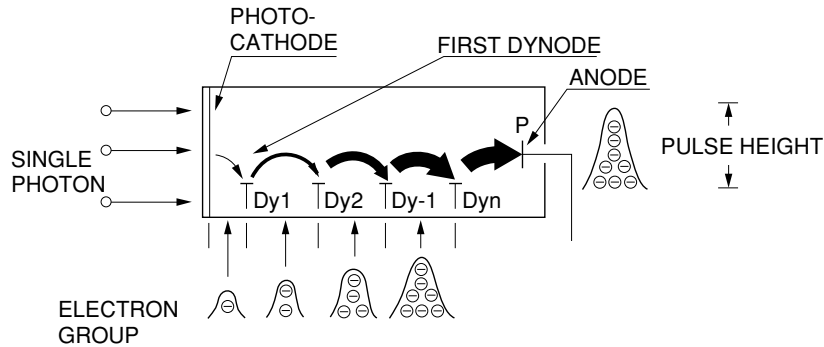 PHOTO-
CATHODE
FIRST DYNODE
ANODE
P
PULSE HEIGHT
SINGLE
PHOTON
Dy1
Dy2
Dy-1
Dyn
ELECTRON
GROUP